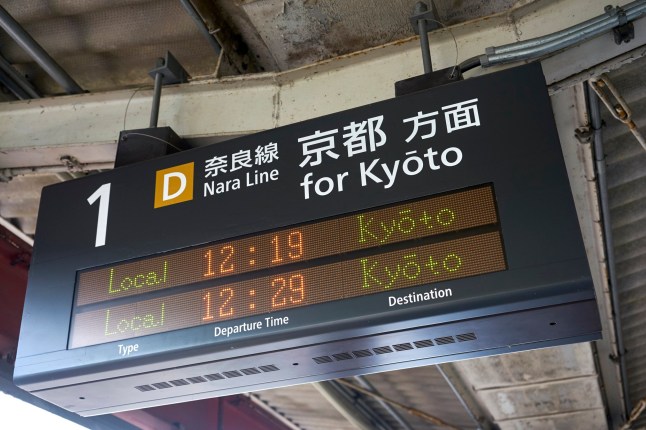 1 D 奈良線 京都 方面
Nara Line for Kyōto
Local 12:19 Kyōto
Local 12:29 Kyōto
Type Departure Time Destination